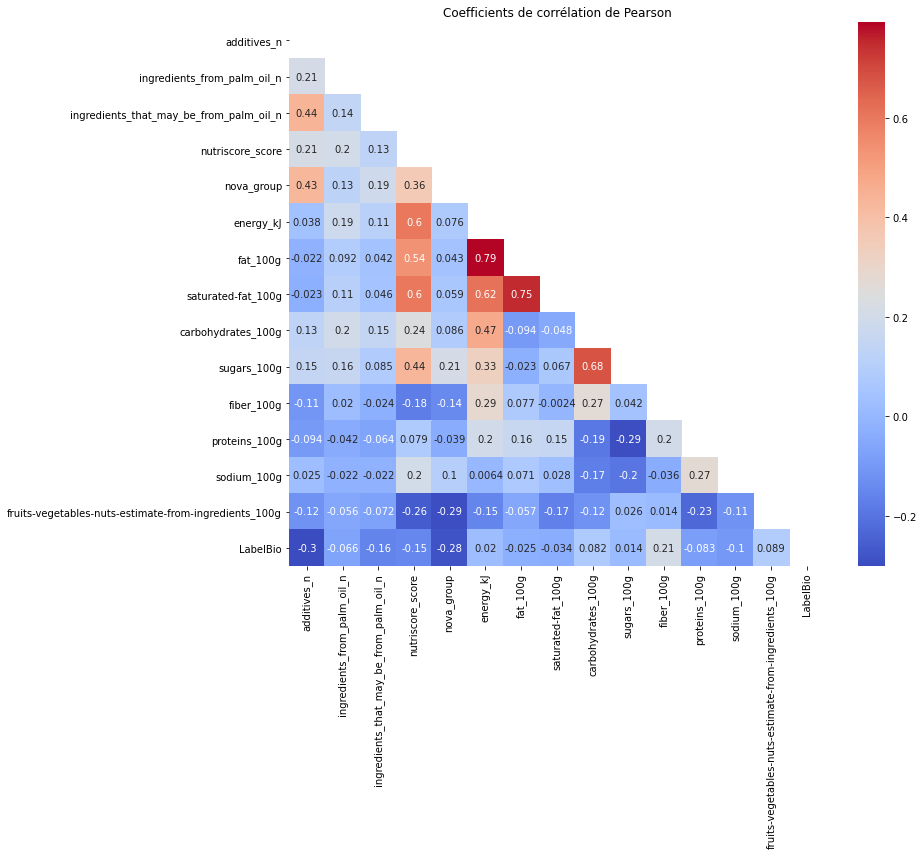 Coefficients de corrélation de Pearson
additives_n
ingredients_from_palm_oil_n 0.21
ingredients_that_may_be_from_palm_oil_n 0.44 0.14
nutriscore_score 0.21 0.2 0.13
nova_group 0.43 0.13 0.19 0.36
energy_kJ 0.038 0.19 0.11 0.6 0.076
fat_100g -0.022 0.092 0.042 0.54 0.043 0.79
saturated-fat_100g -0.023 0.11 0.046 0.6 0.059 0.62 0.75
carbohydrates_100g 0.13 0.2 0.15 0.24 0.086 0.47 -0.094 -0.048
sugars_100g 0.15 0.16 0.085 0.44 0.21 0.33 -0.023 0.067 0.68
fiber_100g -0.11 0.02 -0.024 -0.18 -0.14 0.29 0.077 -0.0024 0.27 0.042
proteins_100g -0.094 -0.042 -0.064 0.079 -0.039 0.2 0.16 0.15 -0.19 -0.29 0.2
sodium_100g 0.025 -0.022 -0.022 0.2 0.1 0.0064 0.071 0.028 -0.17 -0.2 -0.036 0.27
fruits-vegetables-nuts-estimate-from-ingredients_100g -0.12 -0.056 -0.072 -0.26 -0.29 -0.15 -0.057 -0.17 -0.12 0.026 0.014 -0.23 -0.11
LabelBio -0.3 -0.066 -0.16 -0.15 -0.28 0.02 -0.025 -0.034 0.082 0.014 0.21 -0.083 -0.1 0.089
additives_n
ingredients_from_palm_oil_n
ingredients_that_may_be_from_palm_oil_n
nutriscore_score
nova_group
energy_kJ
fat_100g
saturated-fat_100g
carbohydrates_100g
sugars_100g
fiber_100g
proteins_100g
sodium_100g
fruits-vegetables-nuts-estimate-from-ingredients_100g
LabelBio
0.6
0.4
0.2
0.0
−0.2